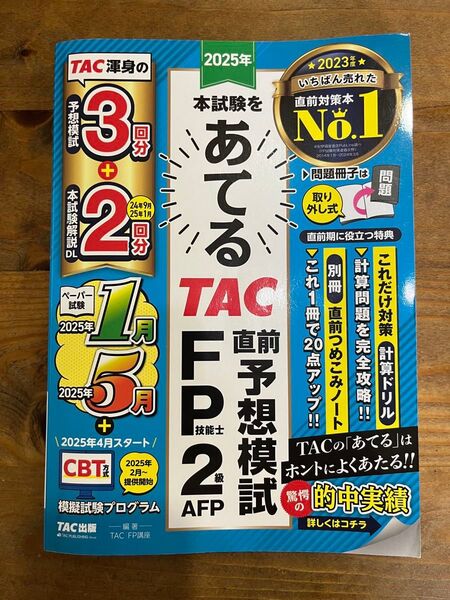 2025年
本試験を
あてる
TAC
直前予想模試
FP技能士2級
AFP
TAC渾身の
予想模試
3回分
+
本試験解説DL
24年9月
25年1月
2回分
ペーパー試験
2025年1月
2025年5月
+
2025年4月スタート
CBT方式
2025年2月~提供開始
模擬試験プログラム
TAC出版
TAC PUBLISHING Group
編著
TAC FP講座
2023年度
いちばん売れた
直前対策本
No.1
問題冊子は
取り外し式
問題
直前期に役立つ特典
これだけ対策 計算ドリル
計算問題を完全攻略!!
別冊 直前つめこみノート
これ1冊で20点アップ!!
TACの「あてる」は
ホントによくあたる!!
驚愕の
的中実績
詳しくはコチラ